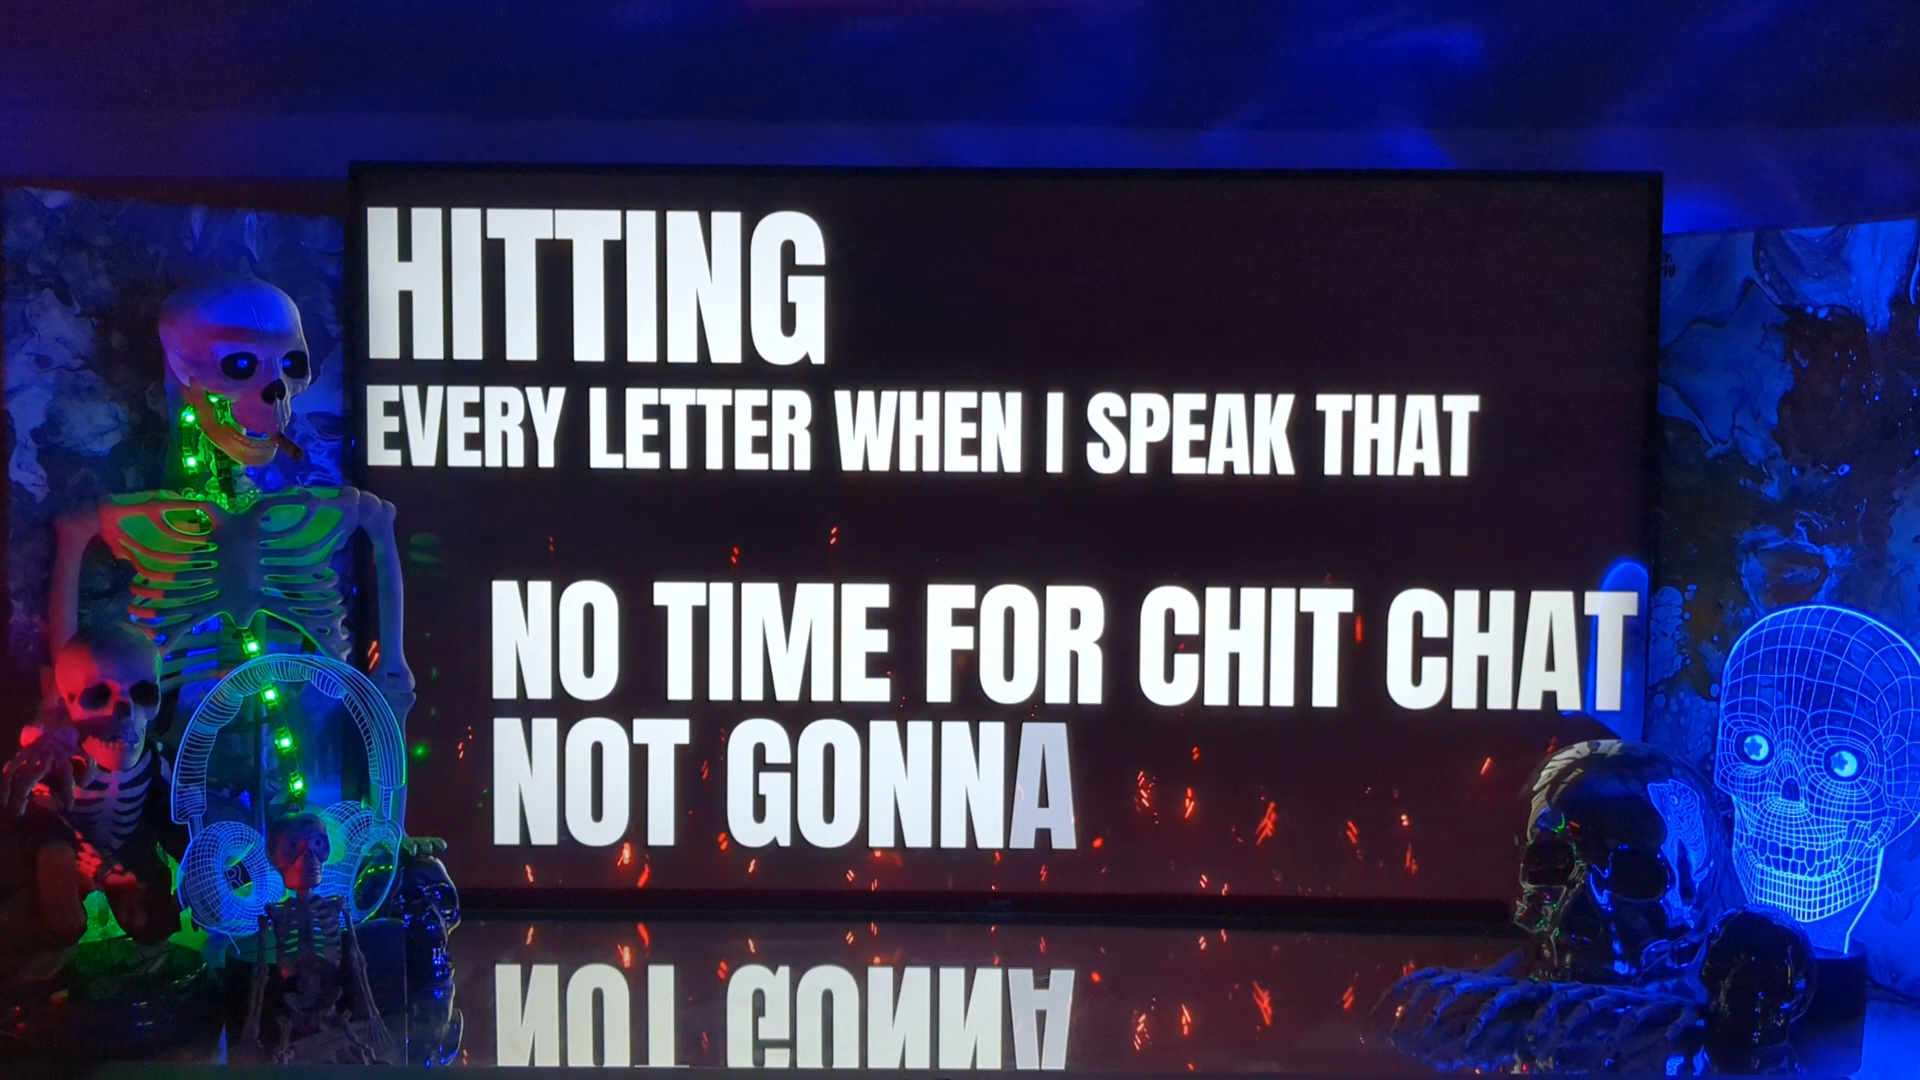 HITTING
EVERY LETTER WHEN I SPEAK THAT
NO TIME FOR CHIT CHAT
NOT GONNA